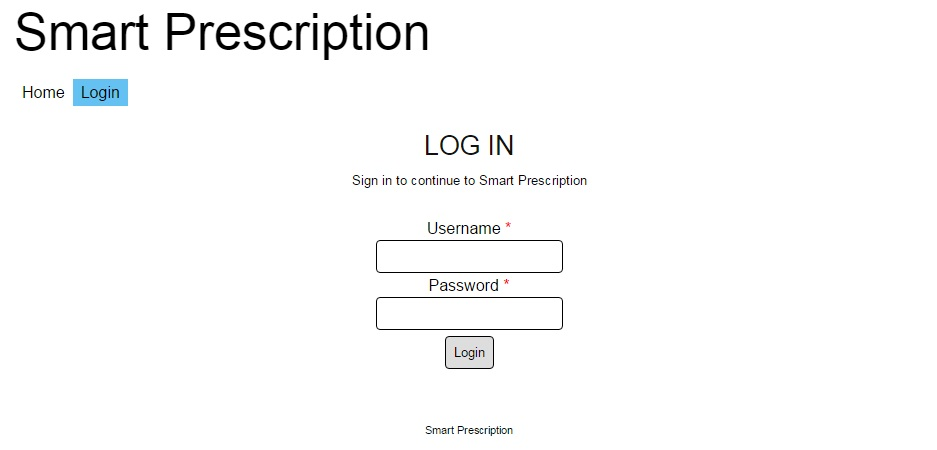 Smart Prescription
Home Login
LOG IN
Sign in to continue to Smart Prescription
Username *
Password *
Login
Smart Prescription